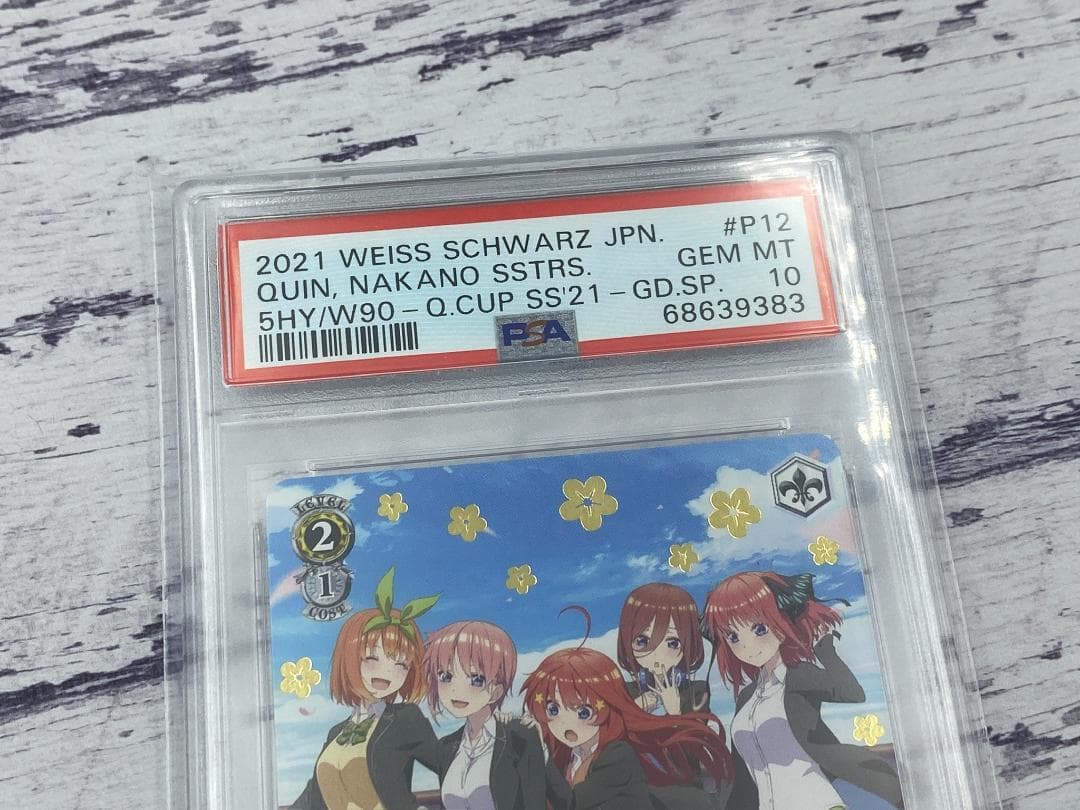 2021 WEISS SCHWARZ JPN. #P12
QUIN, NAKANO SSTRS. GEM MT
5HY/W90 – Q.CUP SS'21 – GD.SP. 10
68639383
PSA
LEVEL
2
1
COST